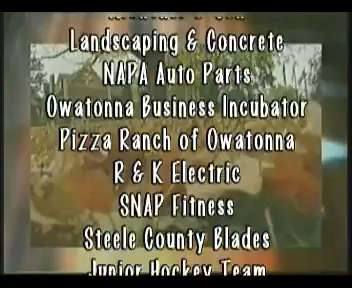 Landscaping & Concrete
NAPA Auto Parts
Owatonna Business Incubator
Pizza Ranch of Owatonna
R & K Electric
SNAP Fitness
Steele County Blades
Junior Hockey Team